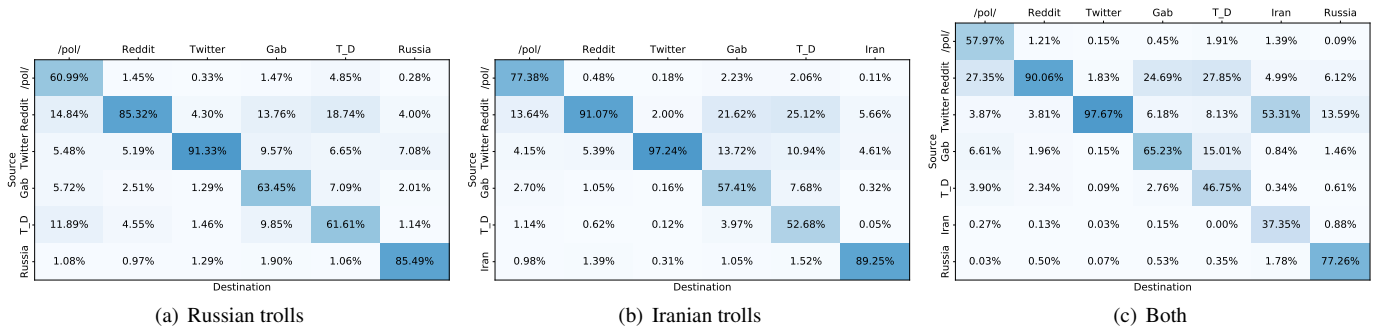 /pol/ Reddit Twitter Gab T_D Russia
/pol/ 60.99% 1.45% 0.33% 1.47% 4.85% 0.28%
Reddit 14.84% 85.32% 4.30% 13.76% 18.74% 4.00%
Twitter 5.48% 5.19% 91.33% 9.57% 6.65% 7.08%
Source
Gab 5.72% 2.51% 1.29% 63.45% 7.09% 2.01%
T_D 11.89% 4.55% 1.46% 9.85% 61.61% 1.14%
Russia 1.08% 0.97% 1.29% 1.90% 1.06% 85.49%
Destination
(a) Russian trolls
/pol/ Reddit Twitter Gab T_D Iran
/pol/ 77.38% 0.48% 0.18% 2.23% 2.06% 0.11%
Reddit 13.64% 91.07% 2.00% 21.62% 25.12% 5.66%
Twitter 4.15% 5.39% 97.24% 13.72% 10.94% 4.61%
Source
Gab 2.70% 1.05% 0.16% 57.41% 7.68% 0.32%
T_D 1.14% 0.62% 0.12% 3.97% 52.68% 0.05%
Iran 0.98% 1.39% 0.31% 1.05% 1.52% 89.25%
Destination
(b) Iranian trolls
/pol/ Reddit Twitter Gab T_D Iran Russia
/pol/ 57.97% 1.21% 0.15% 0.45% 1.91% 1.39% 0.09%
Reddit 27.35% 90.06% 1.83% 24.69% 27.85% 4.99% 6.12%
Twitter 3.87% 3.81% 97.67% 6.18% 8.13% 53.31% 13.59%
Source
Gab 6.61% 1.96% 0.15% 65.23% 15.01% 0.84% 1.46%
T_D 3.90% 2.34% 0.09% 2.76% 46.75% 0.34% 0.61%
Iran 0.27% 0.13% 0.03% 0.15% 0.00% 37.35% 0.88%
Russia 0.03% 0.50% 0.07% 0.53% 0.35% 1.78% 77.26%
Destination
(c) Both